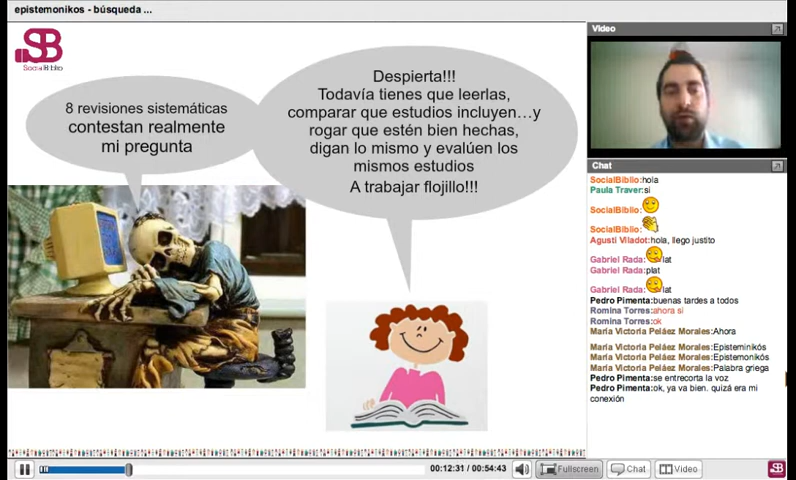 epistemonikos - búsqueda ...
SB
SocialBiblio
8 revisiones sistemáticas
contestan realmente
mi pregunta
Despierta!!!
Todavía tienes que leerlas,
comparar que estudios incluyen…y
rogar que estén bien hechas,
digan lo mismo y evalúen los
mismos estudios
A trabajar flojillo!!!
Video
Chat
SocialBiblio:hola
Paula Traver:si
SocialBiblio:
SocialBiblio:
Agusti Viladot:hola, llego justito
Gabriel Rada: lat
Gabriel Rada:plat
Gabriel Rada: lat
Pedro Pimenta:buenas tardes a todos
Romina Torres:ahora si
Romina Torres:ok
María Victoria Peláez Morales:Ahora
María Victoria Peláez Morales:Episteminikós
María Victoria Peláez Morales:Epistemonikós
María Victoria Peláez Morales:Palabra griega
Pedro Pimenta:se entrecorta la voz
Pedro Pimenta:ok, ya va bien. quizá era mi
conexión
00:12:31 / 00:54:43
Fullscreen
Chat
Video
SB